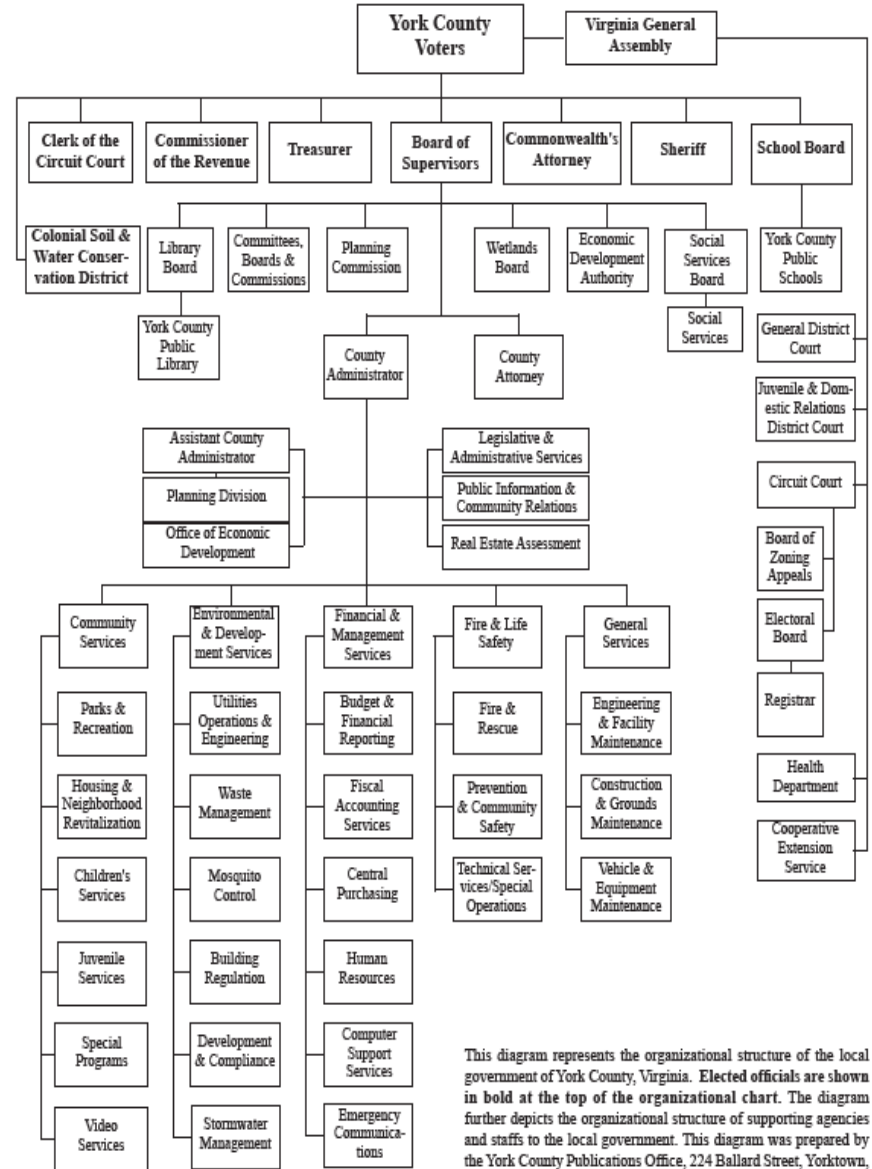 York County
Voters
Virginia General
Assembly
Clerk of the
Circuit Court
Commissioner
of the Revenue
Treasurer
Board of
Supervisors
Commonwealth's
Attorney
Sheriff
School Board
Colonial Soil &
Water Conser-
vation District
Library
Board
Committees,
Boards &
Commissions
Planning
Commission
Wetlands
Board
Economic
Development
Authority
Social
Services
Board
York County
Public
Schools
York County
Public
Library
Social
Services
County
Administrator
County
Attorney
General District
Court
Juvenile & Dom-
estic Relations
District Court
Circuit Court
Board of
Zoning
Appeals
Electoral
Board
Registrar
Health
Department
Cooperative
Extension
Service
Assistant County
Administrator
Planning Division
Office of Economic
Development
Legislative &
Administrative Services
Public Information &
Community Relations
Real Estate Assessment
Community
Services
Parks &
Recreation
Housing &
Neighborhood
Revitalization
Children's
Services
Juvenile
Services
Special
Programs
Video
Services
Environmental
& Develop-
ment Services
Utilities
Operations &
Engineering
Waste
Management
Mosquito
Control
Building
Regulation
Development
& Compliance
Stormwater
Management
Financial &
Management
Services
Budget &
Financial
Reporting
Fiscal
Accounting
Services
Central
Purchasing
Human
Resources
Computer
Support
Services
Emergency
Communica-
tions
Fire & Life
Safety
Fire &
Rescue
Prevention
& Community
Safety
Technical Ser-
vices/Special
Operations
General
Services
Engineering
& Facility
Maintenance
Construction
& Grounds
Maintenance
Vehicle &
Equipment
Maintenance
This diagram represents the organizational structure of the local
government of York County, Virginia. Elected officials are shown
in bold at the top of the organizational chart. The diagram
further depicts the organizational structure of supporting agencies
and staffs to the local government. This diagram was prepared by
the York County Publications Office, 224 Ballard Street, Yorktown,